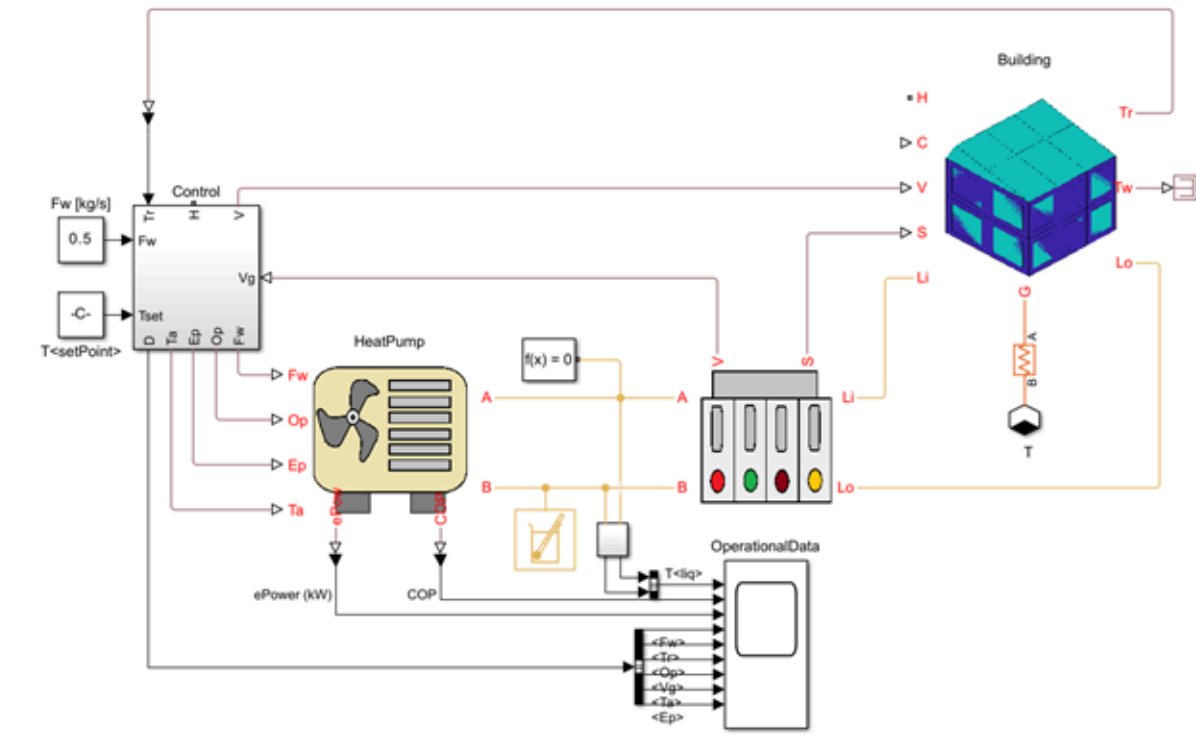 Building
H
Tr
C
Control
V
Tw
Fw [kg/s]
Tr
H
V
0.5
Fw
S
Lo
Vg
Li
-C-
Tset
G
T<setPoint>
D
Ta
Ep
Op
Fw
HeatPump
f(x) = 0
A
B
V
S
Fw
A
A
Li
Op
T
Ep
B
B
Lo
Ta
ePow
COP
OperationalData
T<liq>
ePower (kW)
COP
<Fw>
<Tr>
<Op>
<Vg>
<Ta>
<Ep>